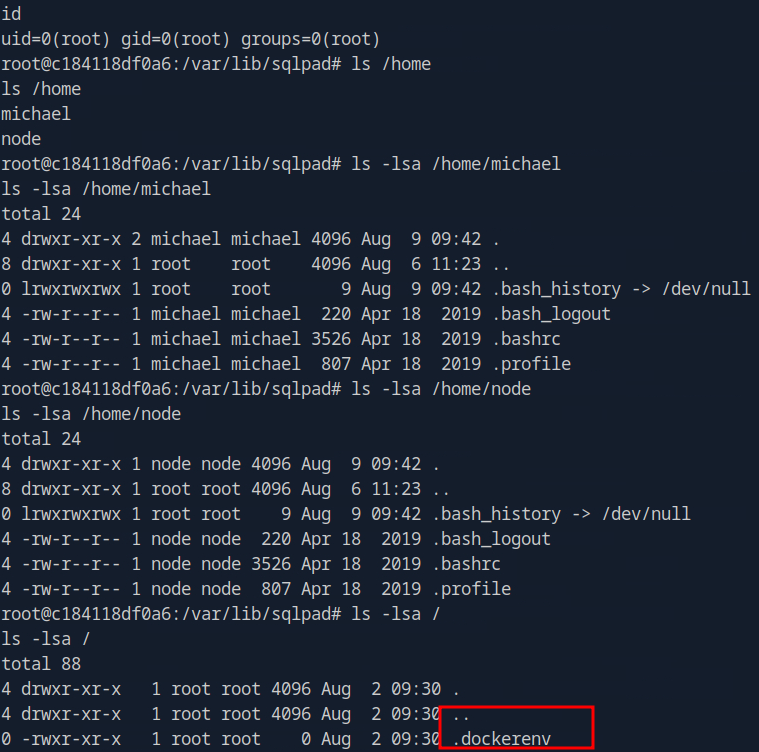 id
uid=0(root) gid=0(root) groups=0(root)
root@c184118df0a6:/var/lib/sqlpad# ls /home
ls /home
michael
node
root@c184118df0a6:/var/lib/sqlpad# ls -lsa /home/michael
ls -lsa /home/michael
total 24
4 drwxr-xr-x 2 michael michael 4096 Aug  9 09:42 .
8 drwxr-xr-x 1 root    root    4096 Aug  6 11:23 ..
0 lrwxrwxrwx 1 root    root       9 Aug  9 09:42 .bash_history -> /dev/null
4 -rw-r--r-- 1 michael michael  220 Apr 18  2019 .bash_logout
4 -rw-r--r-- 1 michael michael 3526 Apr 18  2019 .bashrc
4 -rw-r--r-- 1 michael michael  807 Apr 18  2019 .profile
root@c184118df0a6:/var/lib/sqlpad# ls -lsa /home/node
ls -lsa /home/node
total 24
4 drwxr-xr-x 1 node node 4096 Aug  9 09:42 .
8 drwxr-xr-x 1 root root 4096 Aug  6 11:23 ..
0 lrwxrwxrwx 1 root root    9 Aug  9 09:42 .bash_history -> /dev/null
4 -rw-r--r-- 1 node node  220 Apr 18  2019 .bash_logout
4 -rw-r--r-- 1 node node 3526 Apr 18  2019 .bashrc
4 -rw-r--r-- 1 node node  807 Apr 18  2019 .profile
root@c184118df0a6:/var/lib/sqlpad# ls -lsa /
ls -lsa /
total 88
4 drwxr-xr-x   1 root root 4096 Aug  2 09:30 .
4 drwxr-xr-x   1 root root 4096 Aug  2 09:30 ..
0 -rwxr-xr-x   1 root root    0 Aug  2 09:30 .dockerenv